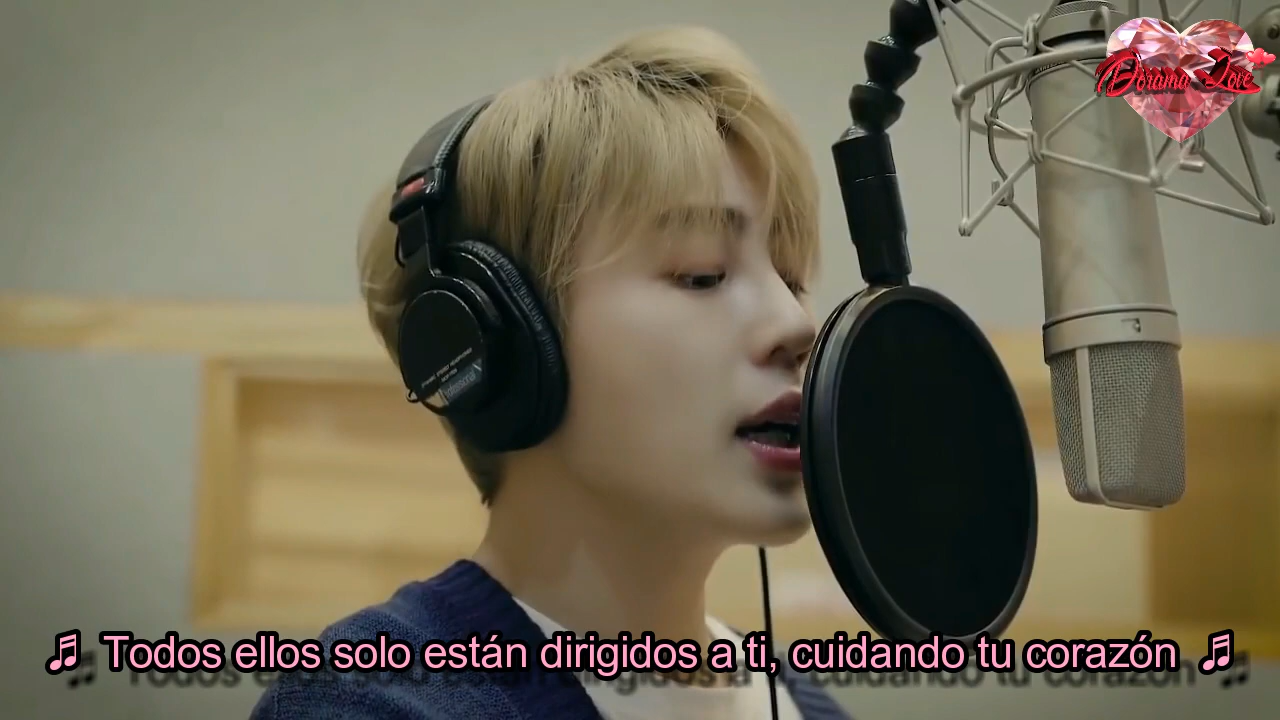 Dorama Love
♫ Todos ellos solo están dirigidos a ti, cuidando tu corazón ♫